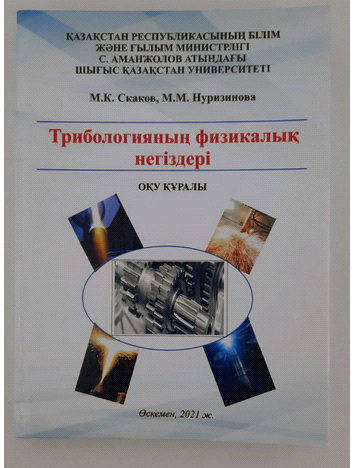 ҚАЗАҚСТАН РЕСПУБЛИКАСЫНЫҢ БІЛІМ
ЖӘНЕ ҒЫЛЫМ МИНИСТРЛІГІ
С. АМАНЖОЛОВ АТЫНДАҒЫ
ШЫҒЫС ҚАЗАҚСТАН УНИВЕРСИТЕТІ
М.К. Скаков, М.М. Нуризинова
Трибологияның физикалық
негіздері
ОҚУ ҚҰРАЛЫ
Өскемен, 2021 ж.